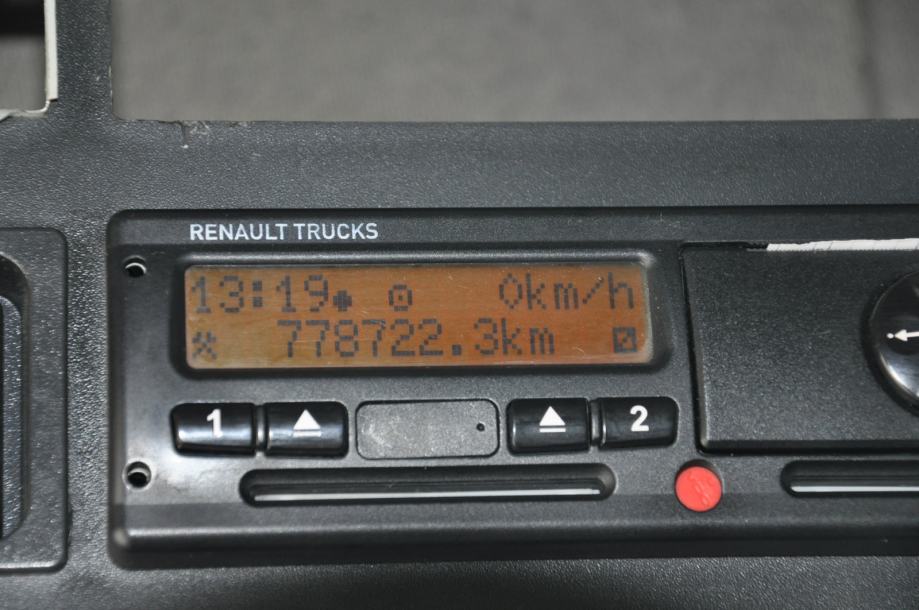 RENAULT TRUCKS
13:19 0km/h
778722.3km
1 2